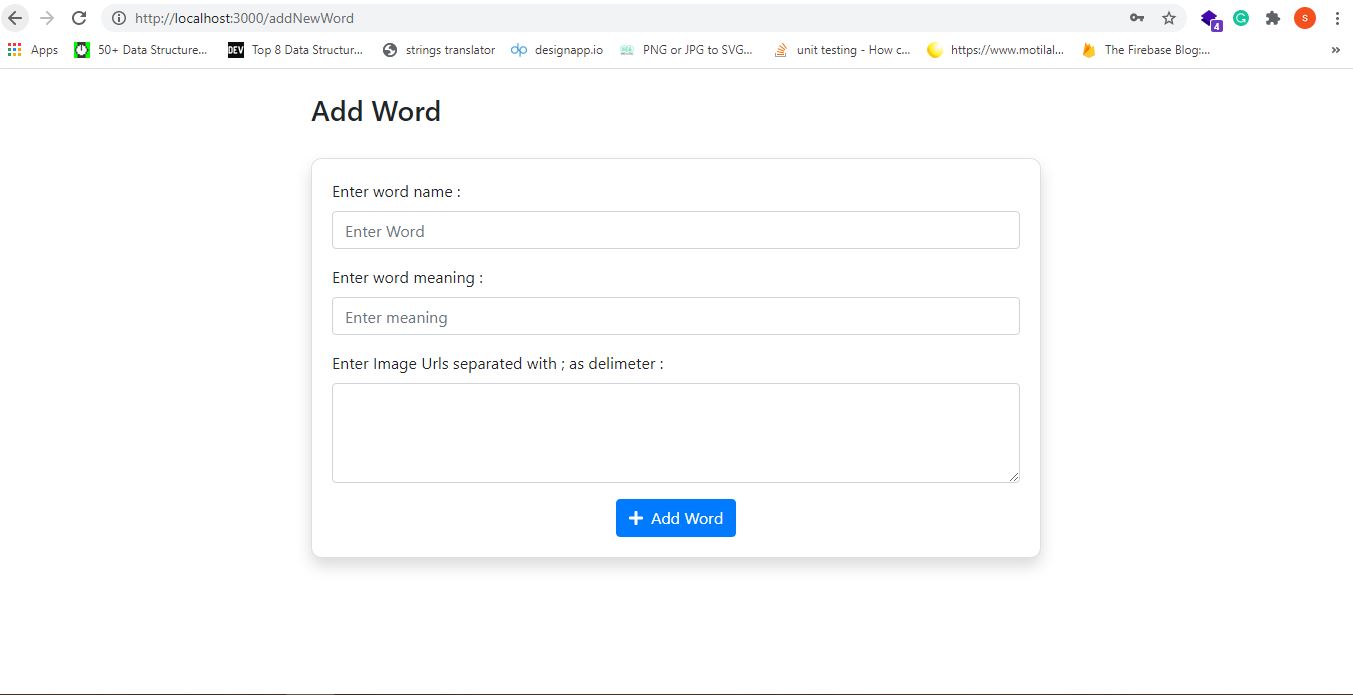 http://localhost:3000/addNewWord
S
4
Apps 50+ Data Structure... DEV Top 8 Data Structur... strings translator dp designapp.io PNG or JPG to SVG... unit testing - How c... https://www.motilal... The Firebase Blog:... »
Add Word
Enter word name :
Enter Word
Enter word meaning :
Enter meaning
Enter Image Urls separated with ; as delimeter :
+ Add Word